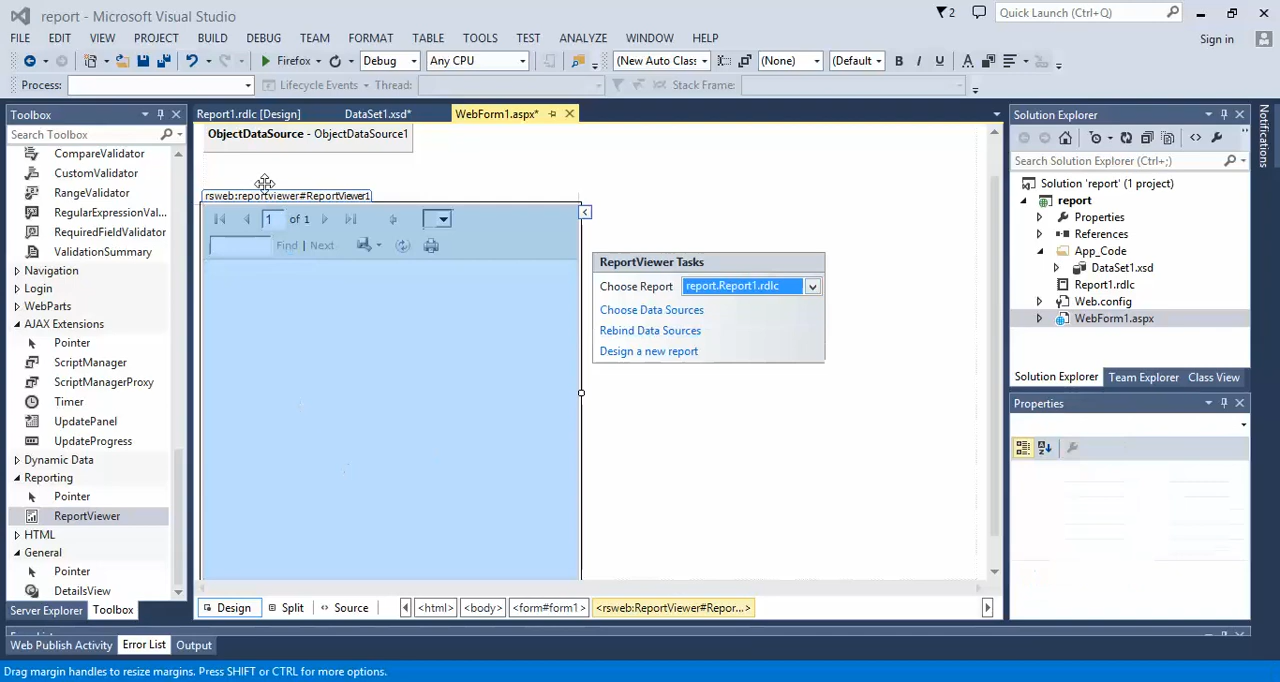 report - Microsoft Visual Studio
2
Quick Launch (Ctrl+Q)
FILE EDIT VIEW PROJECT BUILD DEBUG TEAM FORMAT TABLE TOOLS TEST ANALYZE WINDOW HELP
Sign in
Firefox Debug Any CPU (New Auto Class) (None) (Default B I U A
Process: Lifecycle Events Thread: Stack Frame:
Toolbox
Search Toolbox
CompareValidator
CustomValidator
RangeValidator
RegularExpressionVal...
RequiredFieldValidator
ValidationSummary
Navigation
Login
WebParts
AJAX Extensions
Pointer
ScriptManager
ScriptManagerProxy
Timer
UpdatePanel
UpdateProgress
Dynamic Data
Reporting
Pointer
ReportViewer
HTML
General
Pointer
DetailsView
Server Explorer Toolbox
Report1.rdlc [Design] DataSet1.xsd* WebForm1.aspx*
ObjectDataSource - ObjectDataSource1
rsweb:reportviewer#ReportViewer1
1 of 1
Find | Next
ReportViewer Tasks
Choose Report report.Report1.rdlc
Choose Data Sources
Rebind Data Sources
Design a new report
Design Split Source <html> <body> <form#form1> <rsweb:ReportViewer#Repor...>
Solution Explorer
Search Solution Explorer (Ctrl+;)
Solution 'report' (1 project)
report
Properties
References
App_Code
DataSet1.xsd
Report1.rdlc
Web.config
WebForm1.aspx
Solution Explorer Team Explorer Class View
Properties
Notifications
Web Publish Activity Error List Output
Drag margin handles to resize margins. Press SHIFT or CTRL for more options.